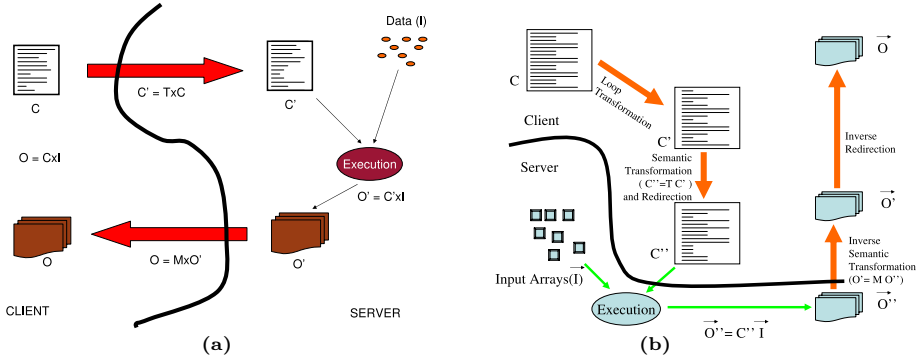 Data (I)
C
C' = TxC
C'
O = CxI
Execution
O' = C'xI
O
O = MxO'
O'
CLIENT
SERVER
(a)
C
Loop
Transformation
Client
Server
C'
Semantic
Transformation
( C''=T C' )
and Redirection
C''
Input Arrays(I)
Execution
O''= C'' I
O
Inverse
Redirection
O'
Inverse
Semantic
Transformation
(O'= M O'')
O''
(b)